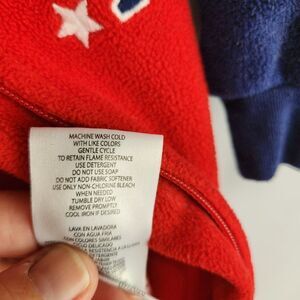 MACHINE WASH COLD
WITH LIKE COLORS
GENTLE CYCLE
TO RETAIN FLAME RESISTANCE
USE DETERGENT
DO NOT USE SOAP
DO NOT ADD FABRIC SOFTENER
USE ONLY NON-CHLORINE BLEACH
WHEN NEEDED
TUMBLE DRY LOW
REMOVE PROMPTLY
COOL IRON IF DESIRED
LAVA EN LAVADORA
CON AGUA FRIA
CON COLORES SIMILARES